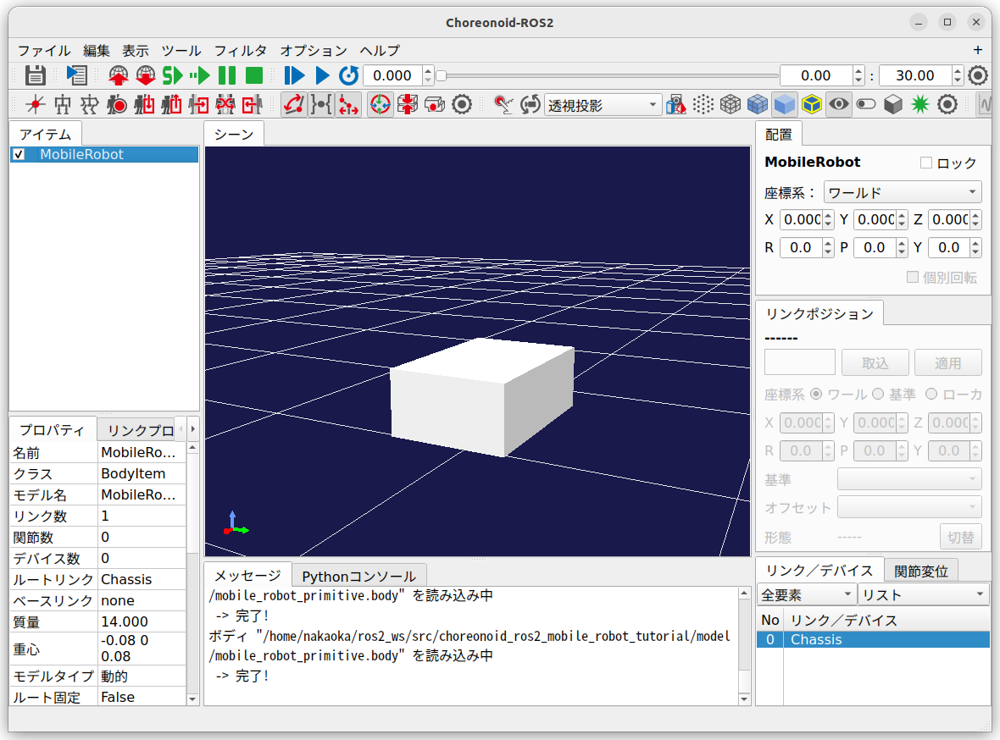 Choreonoid-ROS2
ファイル 編集 表示 ツール フィルタ オプション ヘルプ +
0.000 0.00 : 30.00
透視投影
アイテム
MobileRobot
シーン
プロパティ リンクプロ
名前 MobileRo...
クラス BodyItem
モデル名 MobileRo...
リンク数 1
関節数 0
デバイス数 0
ルートリンク Chassis
ベースリンク none
質量 14.000
重心 -0.08 0
0.08
モデルタイプ 動的
ルート固定 False
メッセージ Pythonコンソール
/mobile_robot_primitive.body" を読み込み中
-> 完了!
ボディ "/home/nakaoka/ros2_ws/src/choreonoid_ros2_mobile_robot_tutorial/model
/mobile_robot_primitive.body" を読み込み中
-> 完了!
配置
MobileRobot ロック
座標系： ワールド
X 0.000 Y 0.000 Z 0.000
R 0.0 P 0.0 Y 0.0
個別回転
リンクポジション
------
取込 適用
座標系 ワール 基準 ローカ
X 0.000 Y 0.000 Z 0.000
R 0.0 P 0.0 Y 0.0
基準
オフセット
形態 ----- 切替
リンク／デバイス 関節変位
全要素 リスト
No リンク／デバイス
0 Chassis